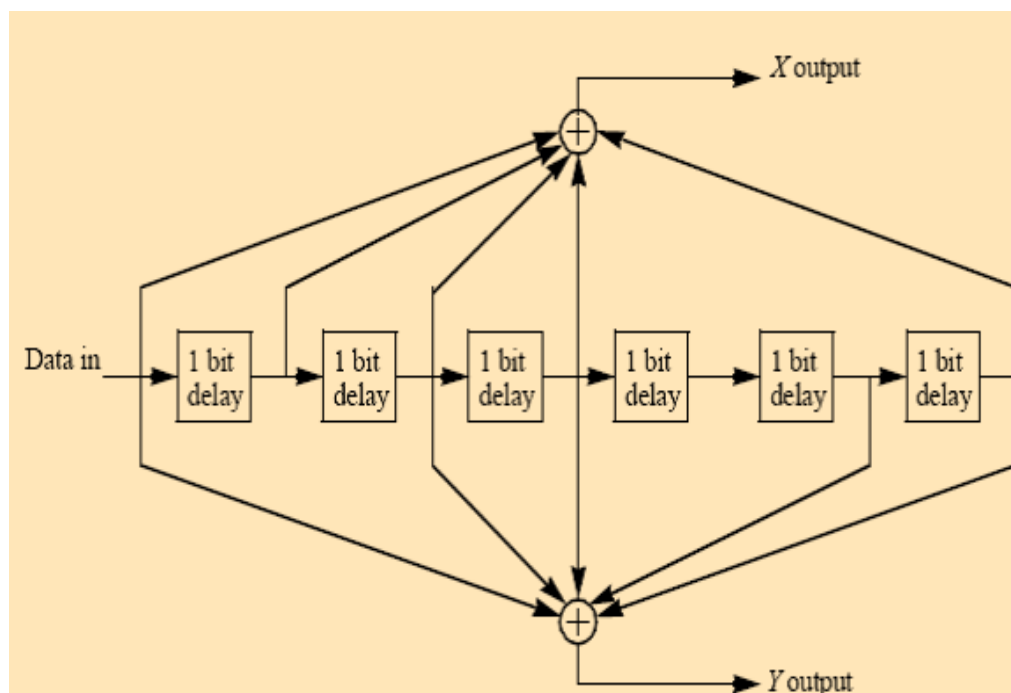 X output
Data in
1 bit
delay
1 bit
delay
1 bit
delay
1 bit
delay
1 bit
delay
1 bit
delay
Y output